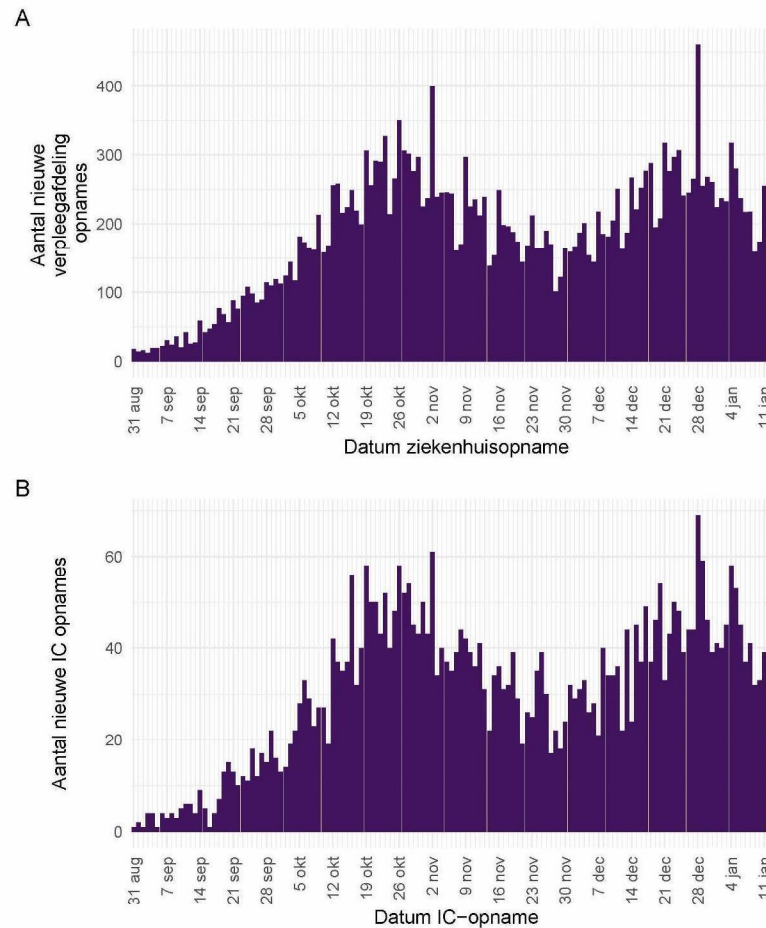 A
Aantal nieuwe
verpleegafdeling
opnames
400
300
200
100
0
31 aug
7 sep
14 sep
21 sep
28 sep
5 okt
12 okt
19 okt
26 okt
2 nov
9 nov
16 nov
23 nov
30 nov
7 dec
14 dec
21 dec
28 dec
4 jan
11 jan
Datum ziekenhuisopname
B
Aantal nieuwe IC opnames
60
40
20
0
31 aug
7 sep
14 sep
21 sep
28 sep
5 okt
12 okt
19 okt
26 okt
2 nov
9 nov
16 nov
23 nov
30 nov
7 dec
14 dec
21 dec
28 dec
4 jan
11 jan
Datum IC−opname